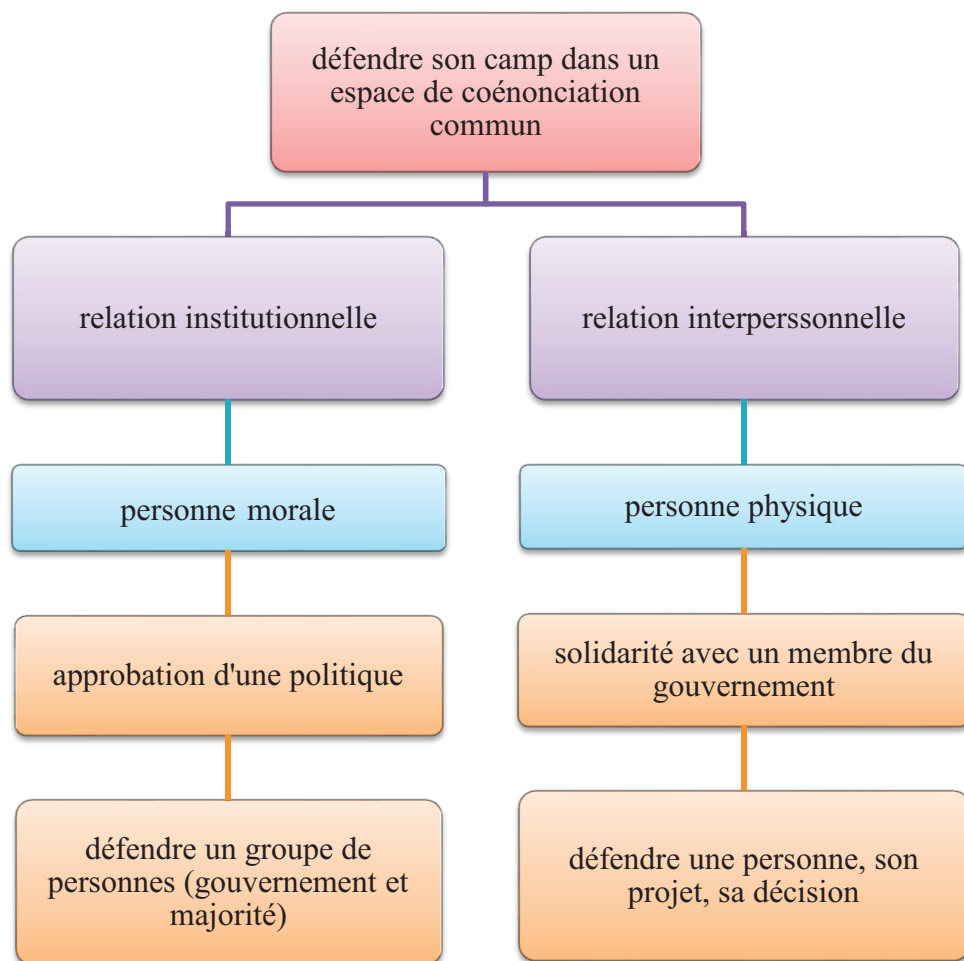 défendre son camp dans un
espace de coénonciation
commun
relation institutionnelle
relation interperssonnelle
personne morale
personne physique
approbation d'une politique
solidarité avec un membre du
gouvernement
défendre un groupe de
personnes (gouvernement et
majorité)
défendre une personne, son
projet, sa décision